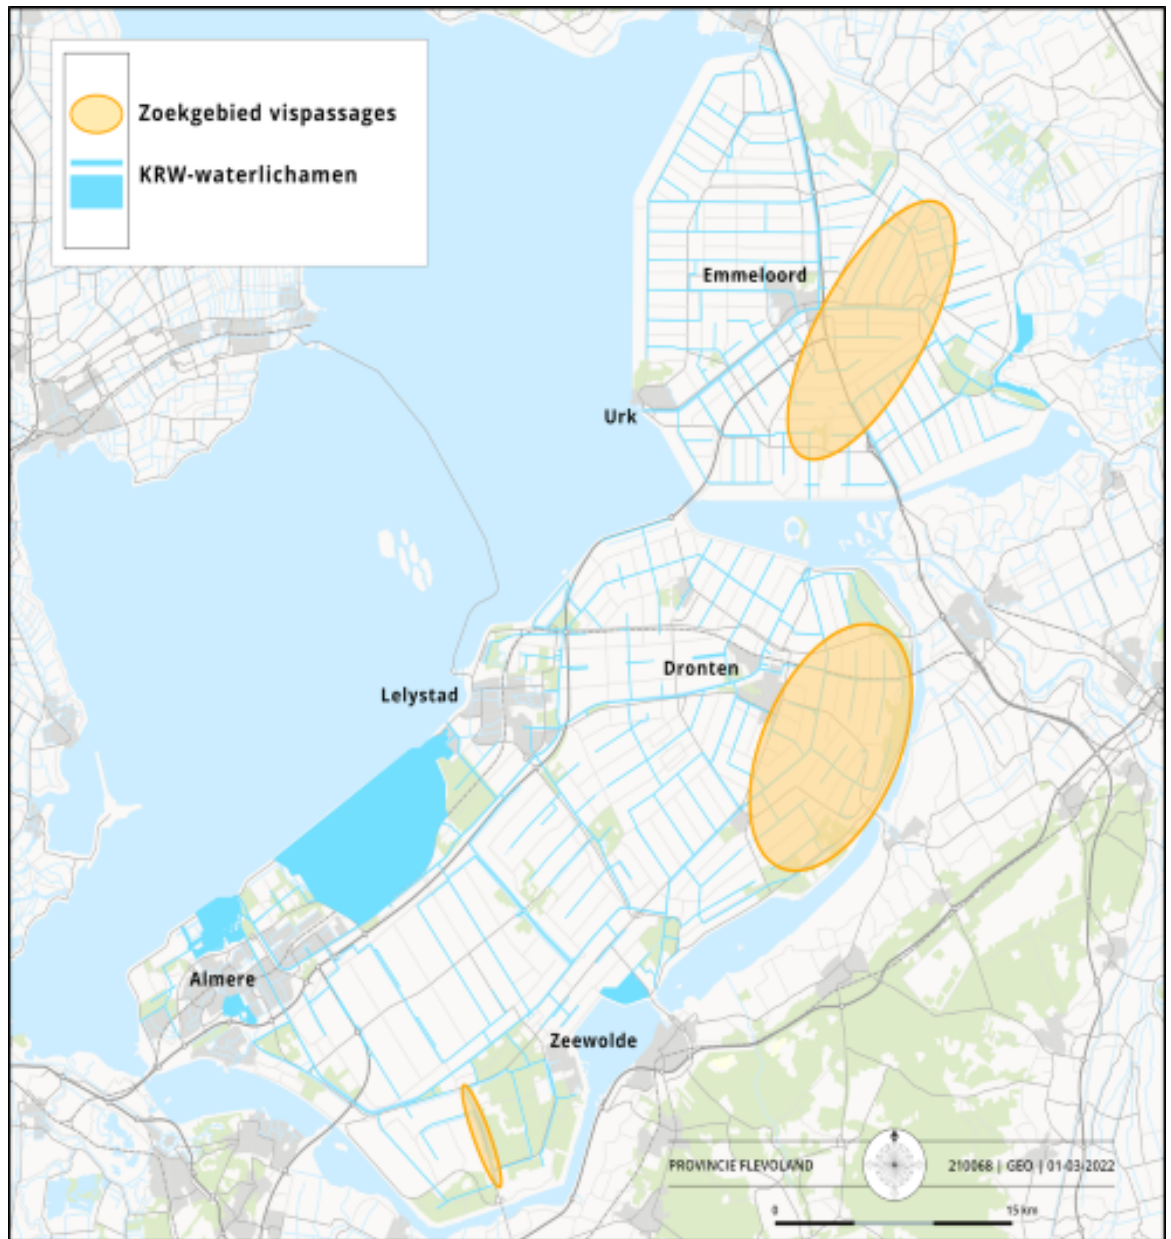 Zoekgebied vispassages
KRW-waterlichamen
Emmeloord
Urk
Dronten
Lelystad
Almere
Zeewolde
PROVINCIE FLEVOLAND
210068 | GEO | 01-03-2022
0
15 km